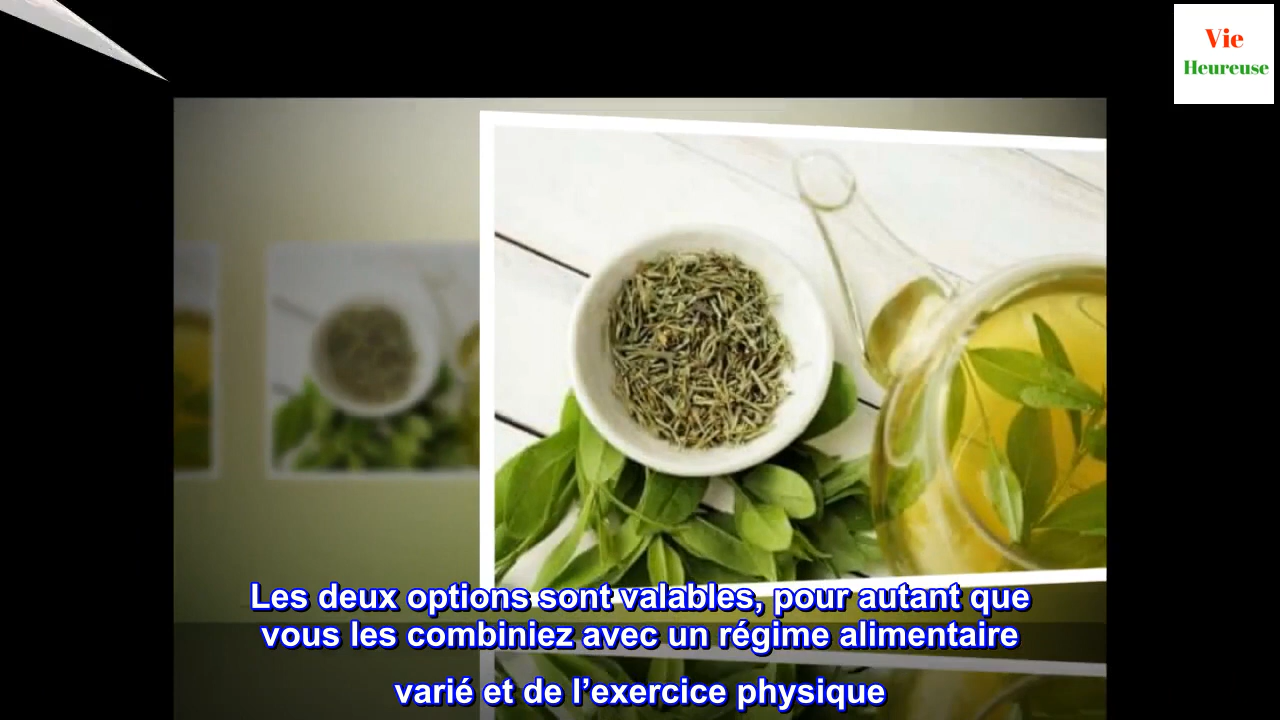 Vie
Heureuse
Les deux options sont valables, pour autant que
vous les combiniez avec un régime alimentaire
varié et de l’exercice physique